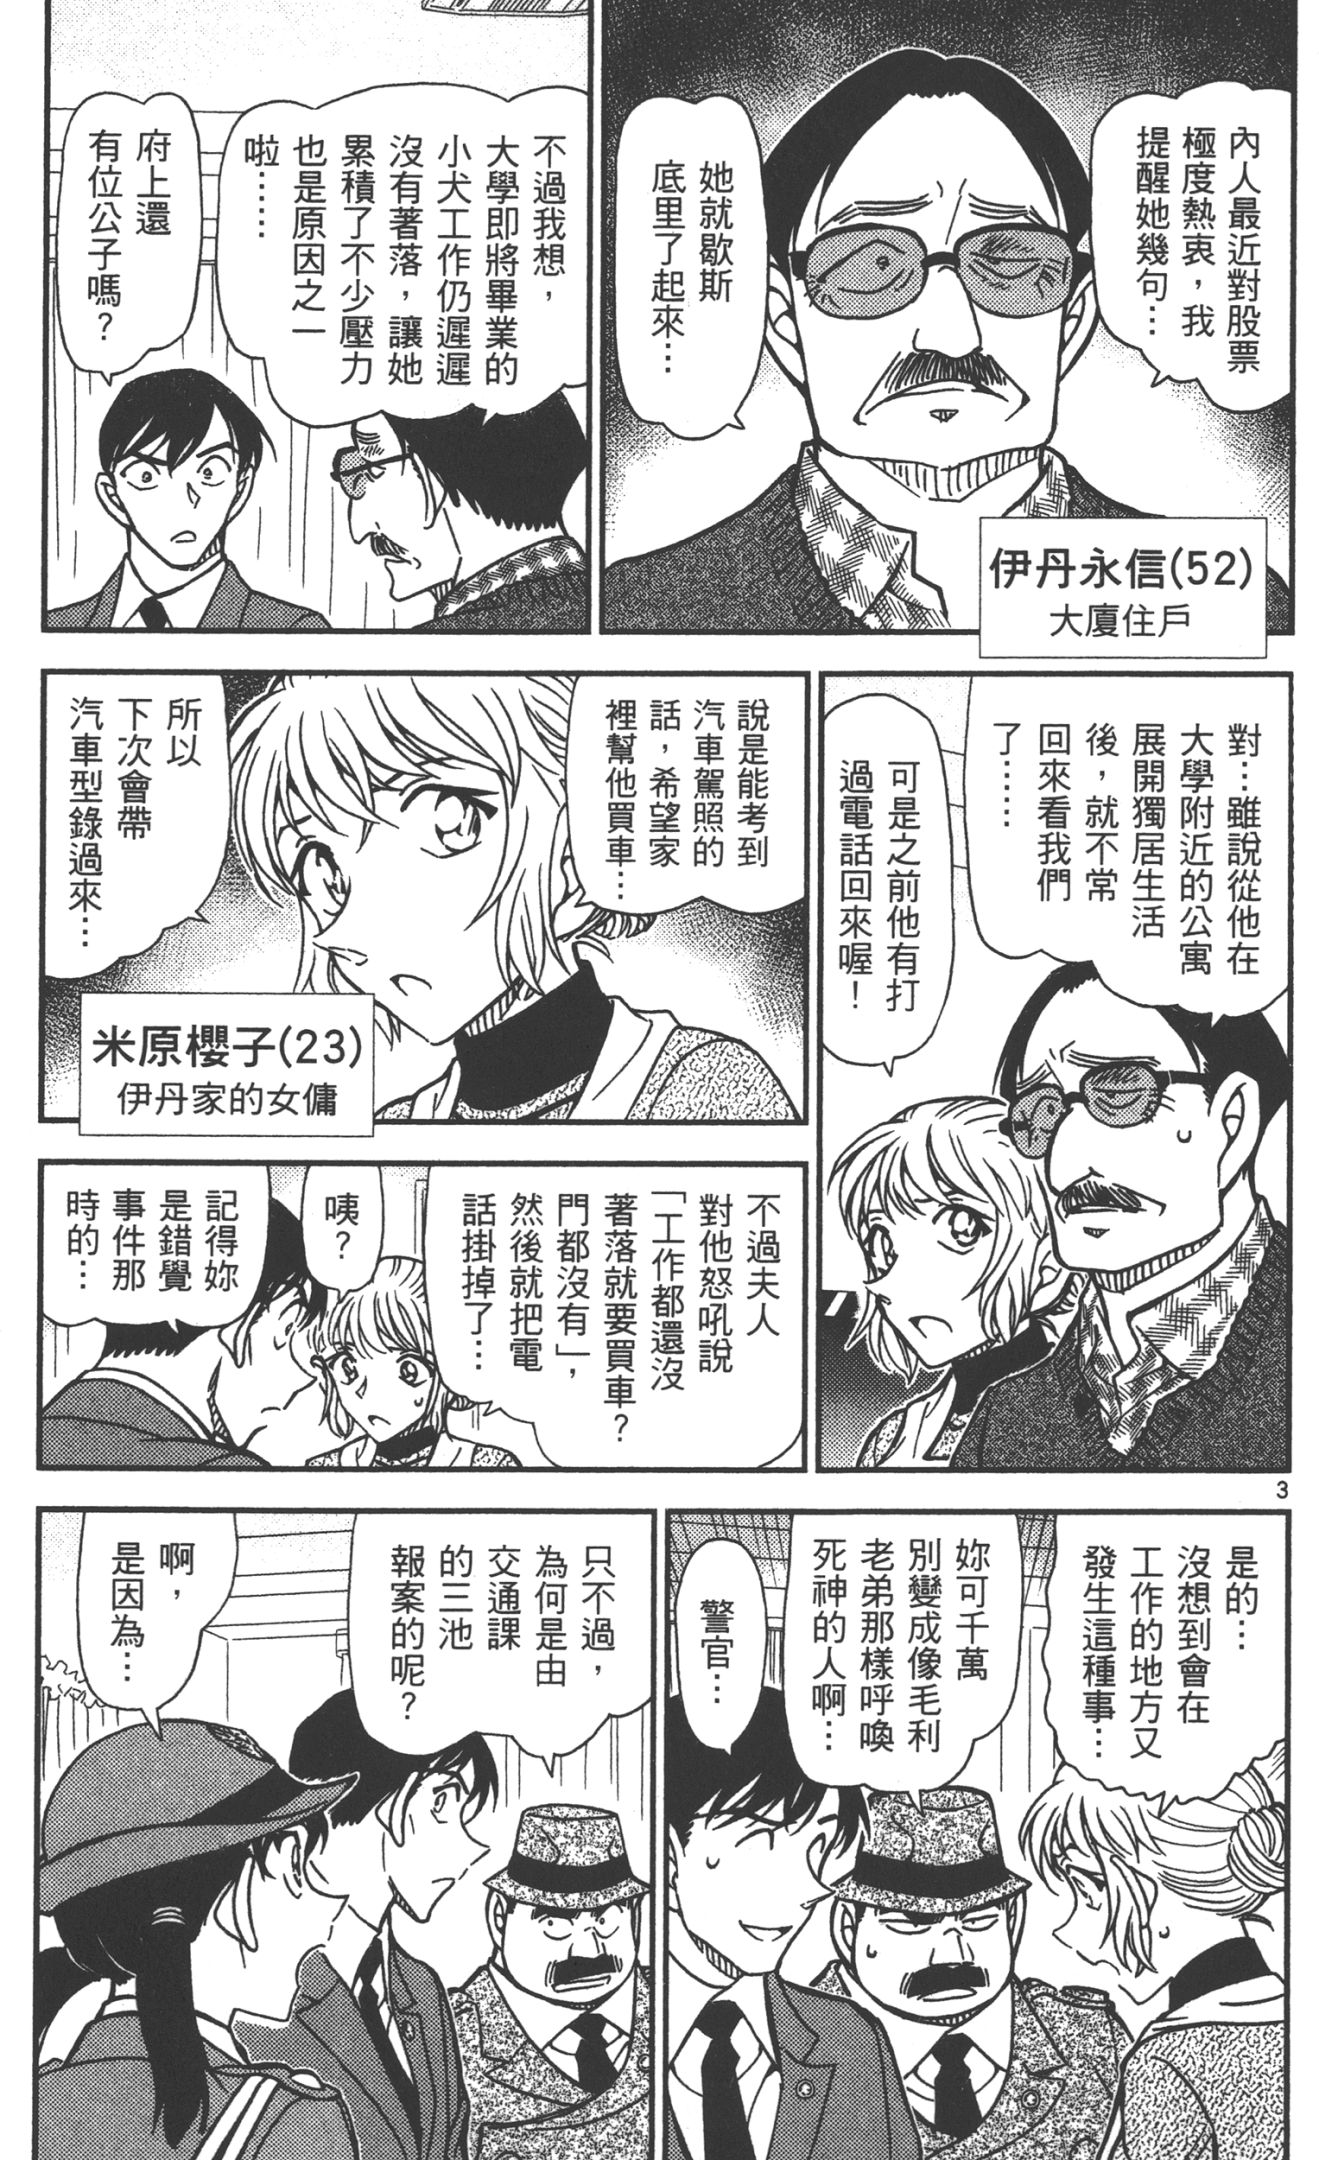 內人最近對股票
極度熱衷，我
提醒她幾句…
她就歇斯
底里了起來…
伊丹永信(52)
大廈住戶
不過我想，
大學即將畢業的
小犬工作仍遲遲
沒有著落，讓她
累積了不少壓力
也是原因之一
啦……
府上還
有位公子嗎？
對…雖說從他在
大學附近的公寓
展開獨居生活
後，就不常
回來看我們
了……
可是之前他有打
過電話回來喔！
說是能考到
汽車駕照的
話，希望家
裡幫他買車…
所以
下次會帶
汽車型錄過來…
米原櫻子(23)
伊丹家的女傭
不過夫人
對他怒吼說
「工作都還沒
著落就要買車？
門都沒有」，
然後就把電
話掛掉了…
咦？
記得妳
是錯覺
事件那
時的…
3
是的…
沒想到會在
工作的地方又
發生這種事…
妳可千萬
別變成像毛利
老弟那樣呼喚
死神的人啊…
警官…
只不過，
為何是由
交通課
的三池
報案的呢？
啊，
是因為…